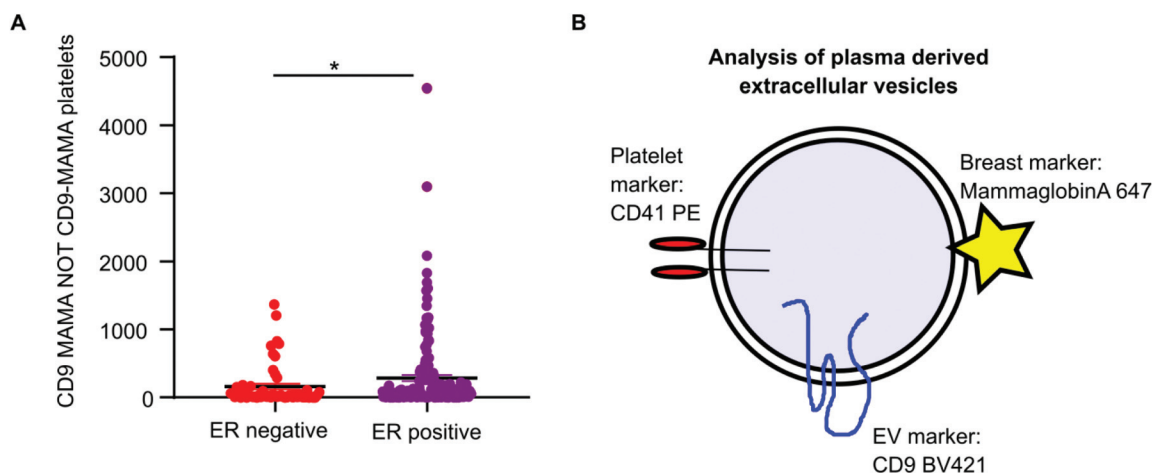 A
CD9 MAMA NOT CD9-MAMA platelets
5000
4000
3000
2000
1000
0
*
ER negative
ER positive
B
Analysis of plasma derived
extracellular vesicles
Platelet
marker:
CD41 PE
Breast marker:
MammaglobinA 647
EV marker:
CD9 BV421